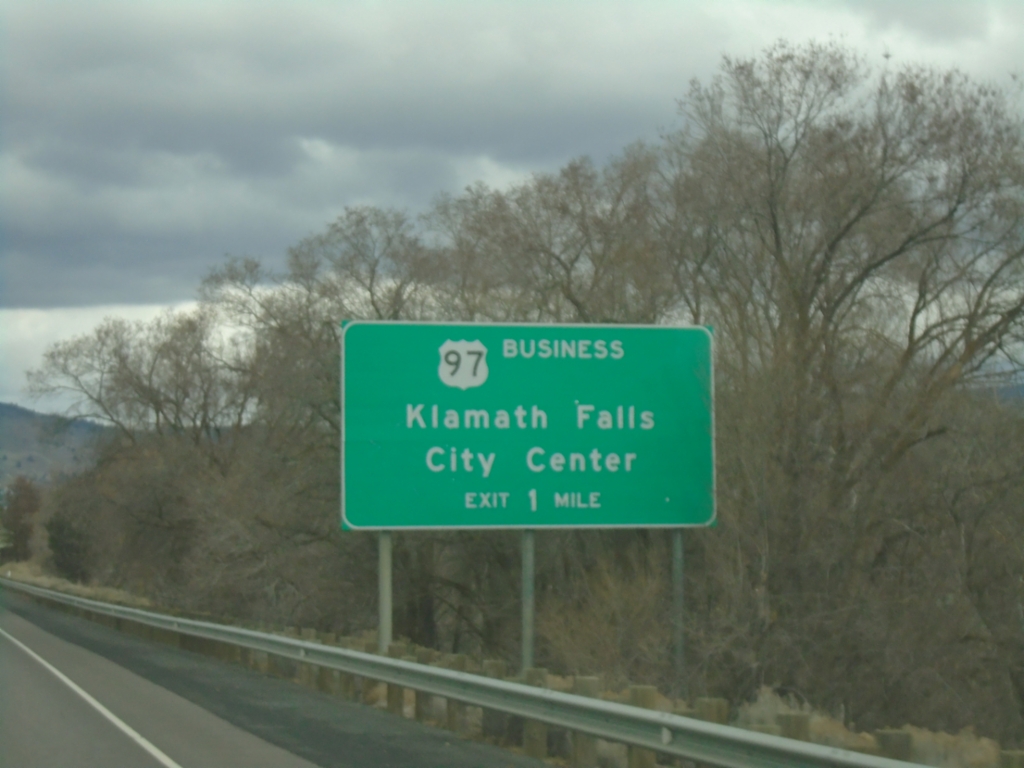 97 BUSINESS
Klamath Falls
City Center
EXIT 1 MILE